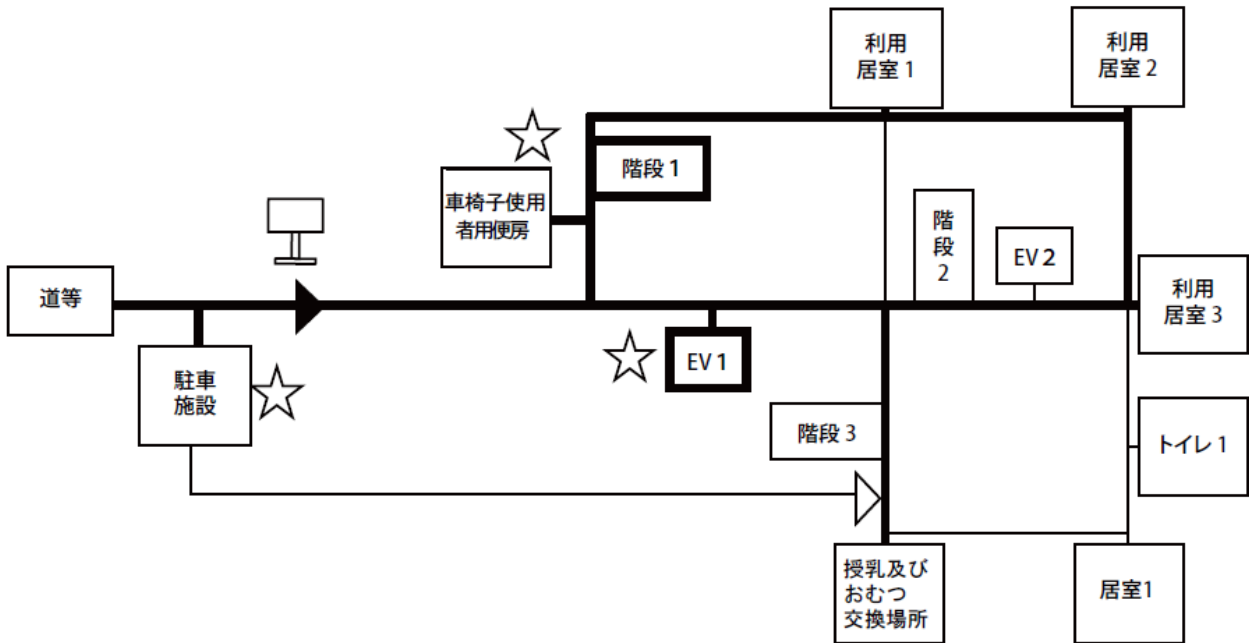 利用
居室 1
利用
居室 2
階段 1
車椅子使用
者用便房
階
段
2
EV 2
道等
利用
居室 3
EV 1
駐車
施設
階段 3
トイレ 1
授乳及び
おむつ
交換場所
居室1